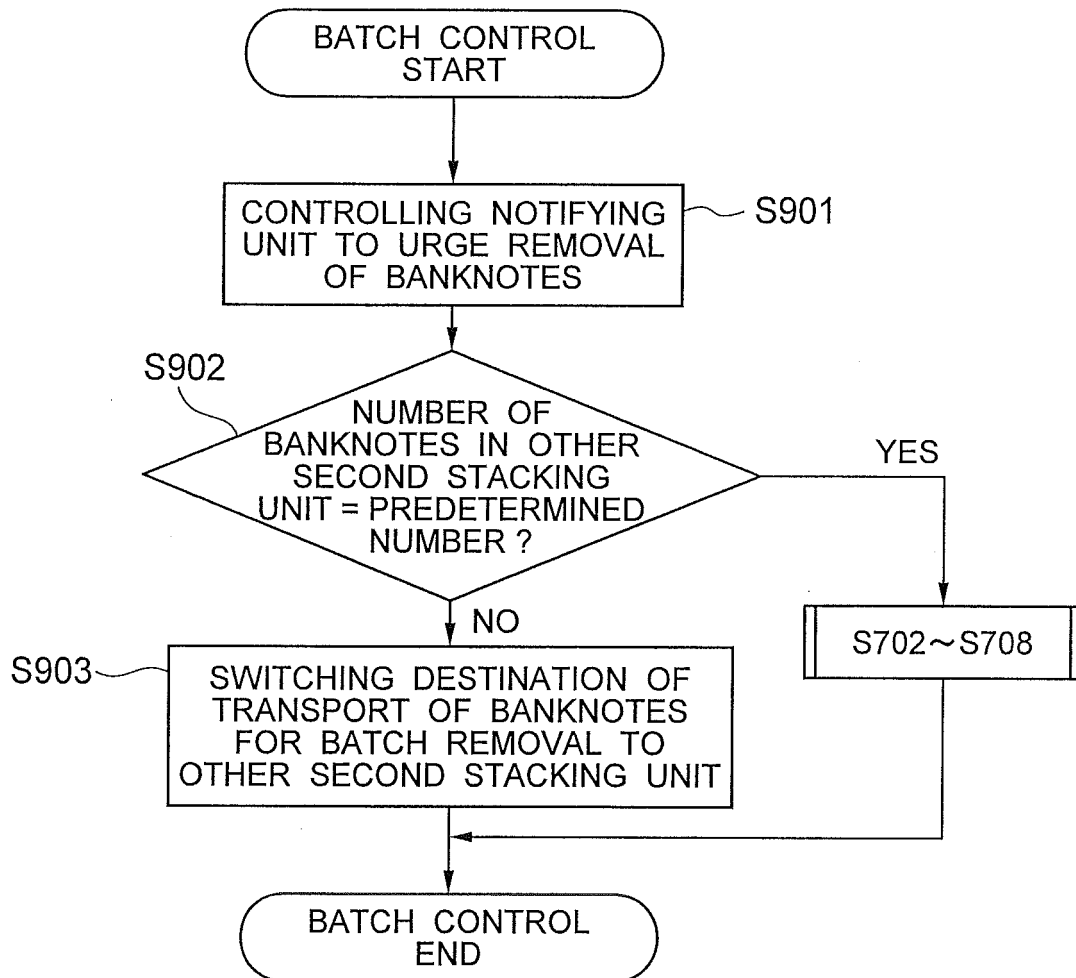 BATCH CONTROL
START
CONTROLLING NOTIFYING
UNIT TO URGE REMOVAL
OF BANKNOTES
S901
S902
NUMBER OF
BANKNOTES IN OTHER
SECOND STACKING
UNIT = PREDETERMINED
NUMBER ?
YES
NO
S702～S708
S903
SWITCHING DESTINATION OF
TRANSPORT OF BANKNOTES
FOR BATCH REMOVAL TO
OTHER SECOND STACKING UNIT
BATCH CONTROL
END